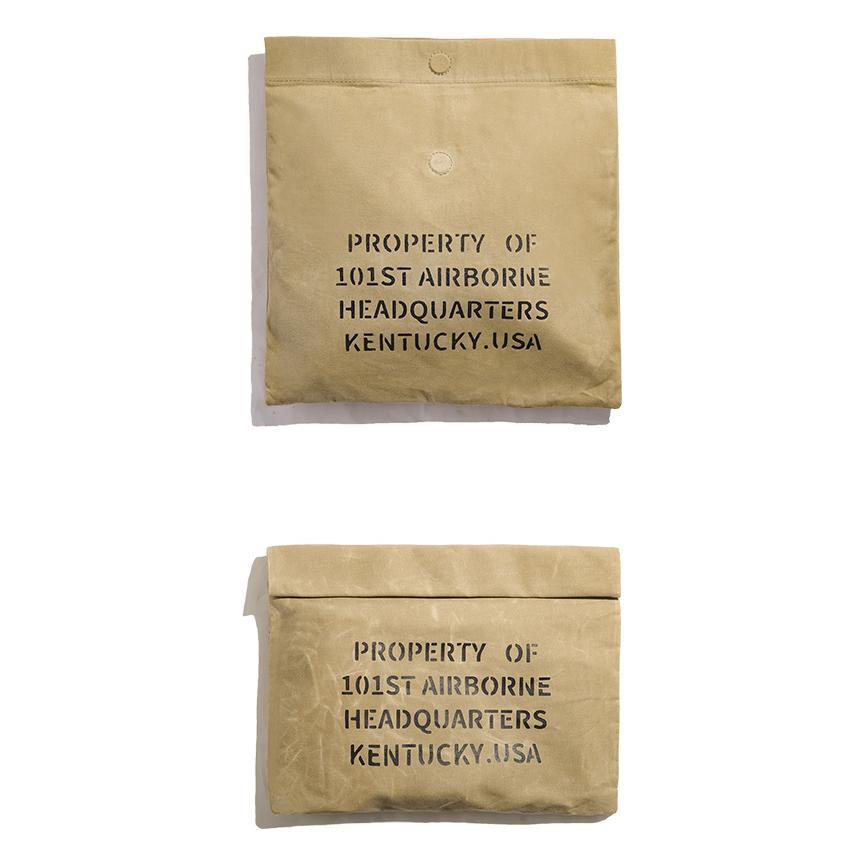 PROPERTY OF
101ST AIRBORNE
HEADQUARTERS
KENTUCKY.USA
PROPERTY OF
101ST AIRBORNE
HEADQUARTERS
KENTUCKY.USA